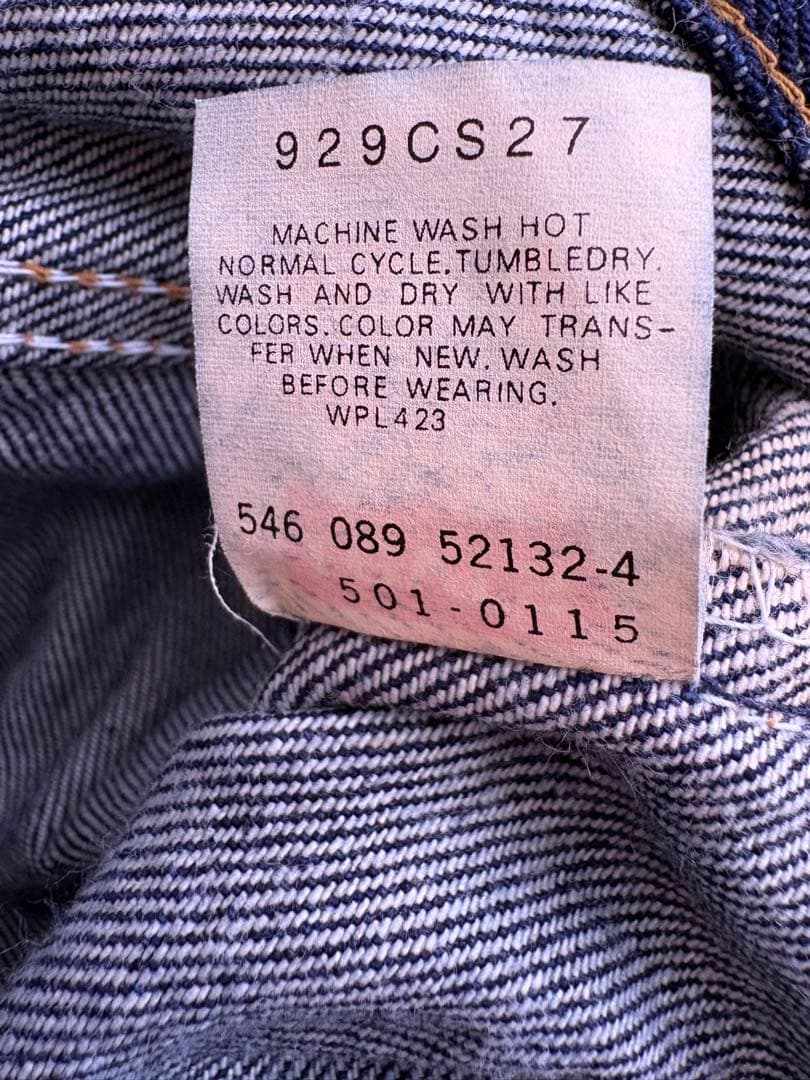 929CS27
MACHINE WASH HOT
NORMAL CYCLE.TUMBLEDRY.
WASH AND DRY WITH LIKE
COLORS. COLOR MAY TRANS-
FER WHEN NEW. WASH
BEFORE WEARING.
WPL423
546 089 52132-4
501-0115